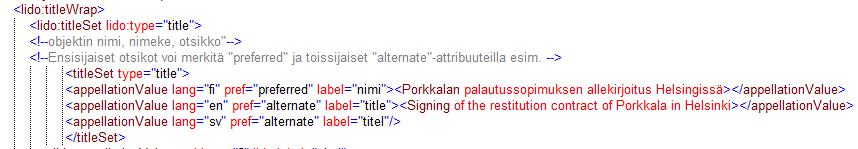 <lido:titleWrap>
<lido:titleSet lido:type="title">
<!--objektin nimi, nimeke, otsikko"-->
<!--Ensisijaiset otsikot voi merkitä "preferred" ja toissijaiset "alternate"-attribuuteilla esim. -->
<titleSet type="title">
<appellationValue lang="fi" pref="preferred" label="nimi"><Porkkalan palautussopimuksen allekirjoitus Helsingissä></appellationValue>
<appellationValue lang="en" pref="alternate" label="title"><Signing of the restitution contract of Porkkala in Helsinki></appellationValue>
<appellationValue lang="sv" pref="alternate" label="titel"/>
</titleSet>